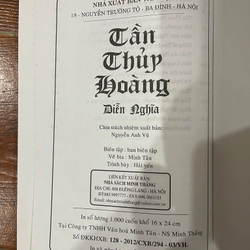 NHÀ XUẤT BẢN
18 - NGUYỄN TRƯỜNG TỘ - BA ĐÌNH - HÀ NỘI
Tần
Thủy
Hoàng
Diễn Nghĩa
Chịu trách nhiệm xuất bản:
Nguyễn Anh Vũ
Biên tập : ban biên tập
Vẽ bìa : Minh Tân
Trình bày : Hải yến
LIÊN KẾT XUẤT BẢN:
NHÀ SÁCH MINH THẮNG
In số lượng 1.000 cuốn khổ 16 x 24 cm
Tại Công ty TNHH Văn hoá Minh Tân - NS Minh Thắng
Số ĐKKHXB: 128 - 2012/CXB/294 - 03/VH.